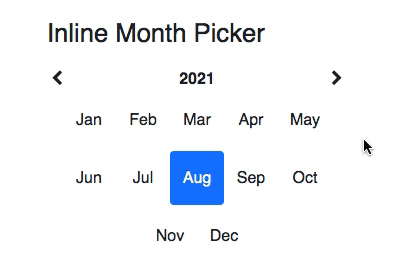 Inline Month Picker
2021
Jan Feb Mar Apr May
Jun Jul Aug Sep Oct
Nov Dec